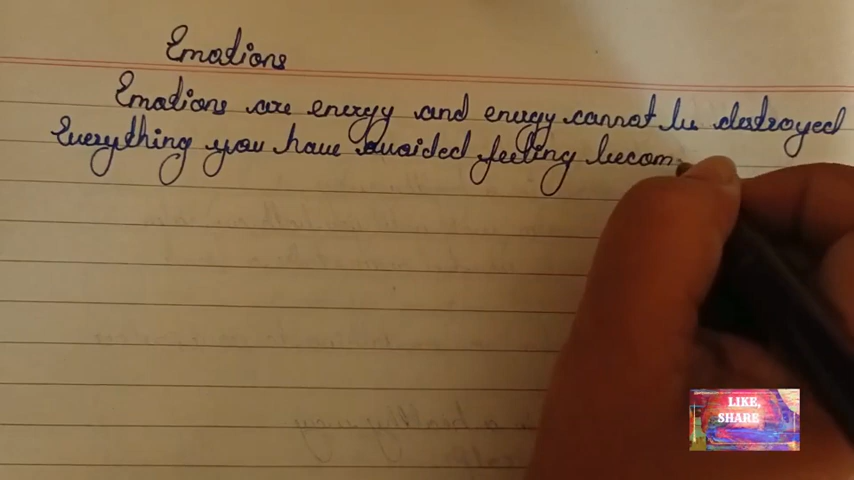 Emotions
Emotions are energy and energy cannot be destroyed
Everything you have avoided feeling becom
LIKE,
SHARE